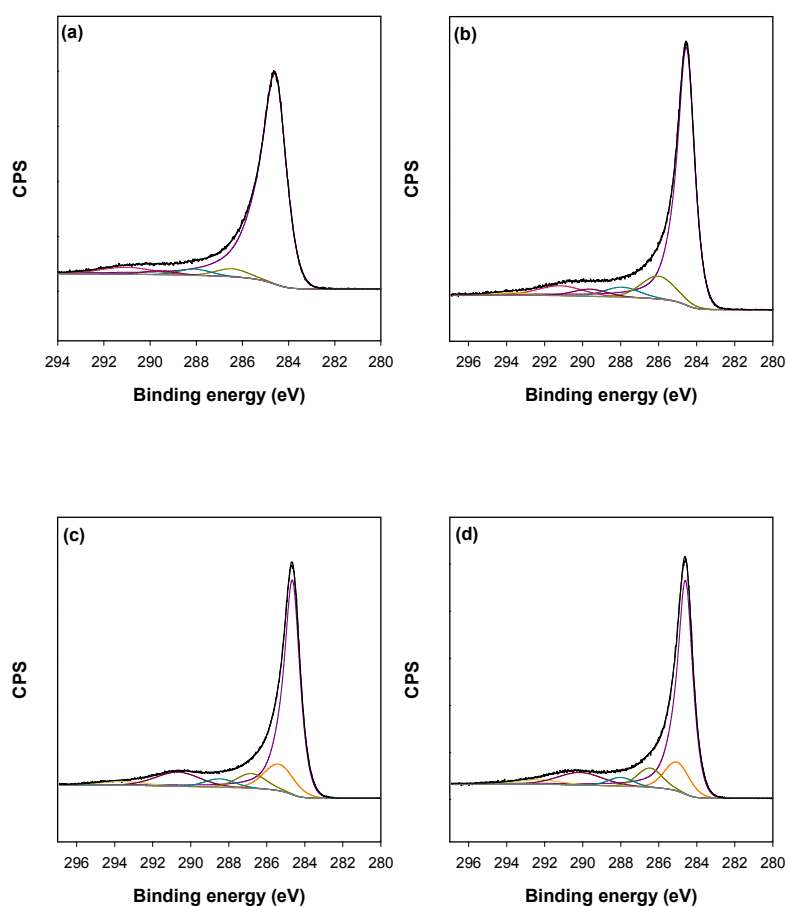 (a)
CPS
294 292 290 288 286 284 282 280
Binding energy (eV)
(b)
CPS
296 294 292 290 288 286 284 282 280
Binding energy (eV)
(c)
CPS
296 294 292 290 288 286 284 282 280
Binding energy (eV)
(d)
CPS
296 294 292 290 288 286 284 282 280
Binding energy (eV)